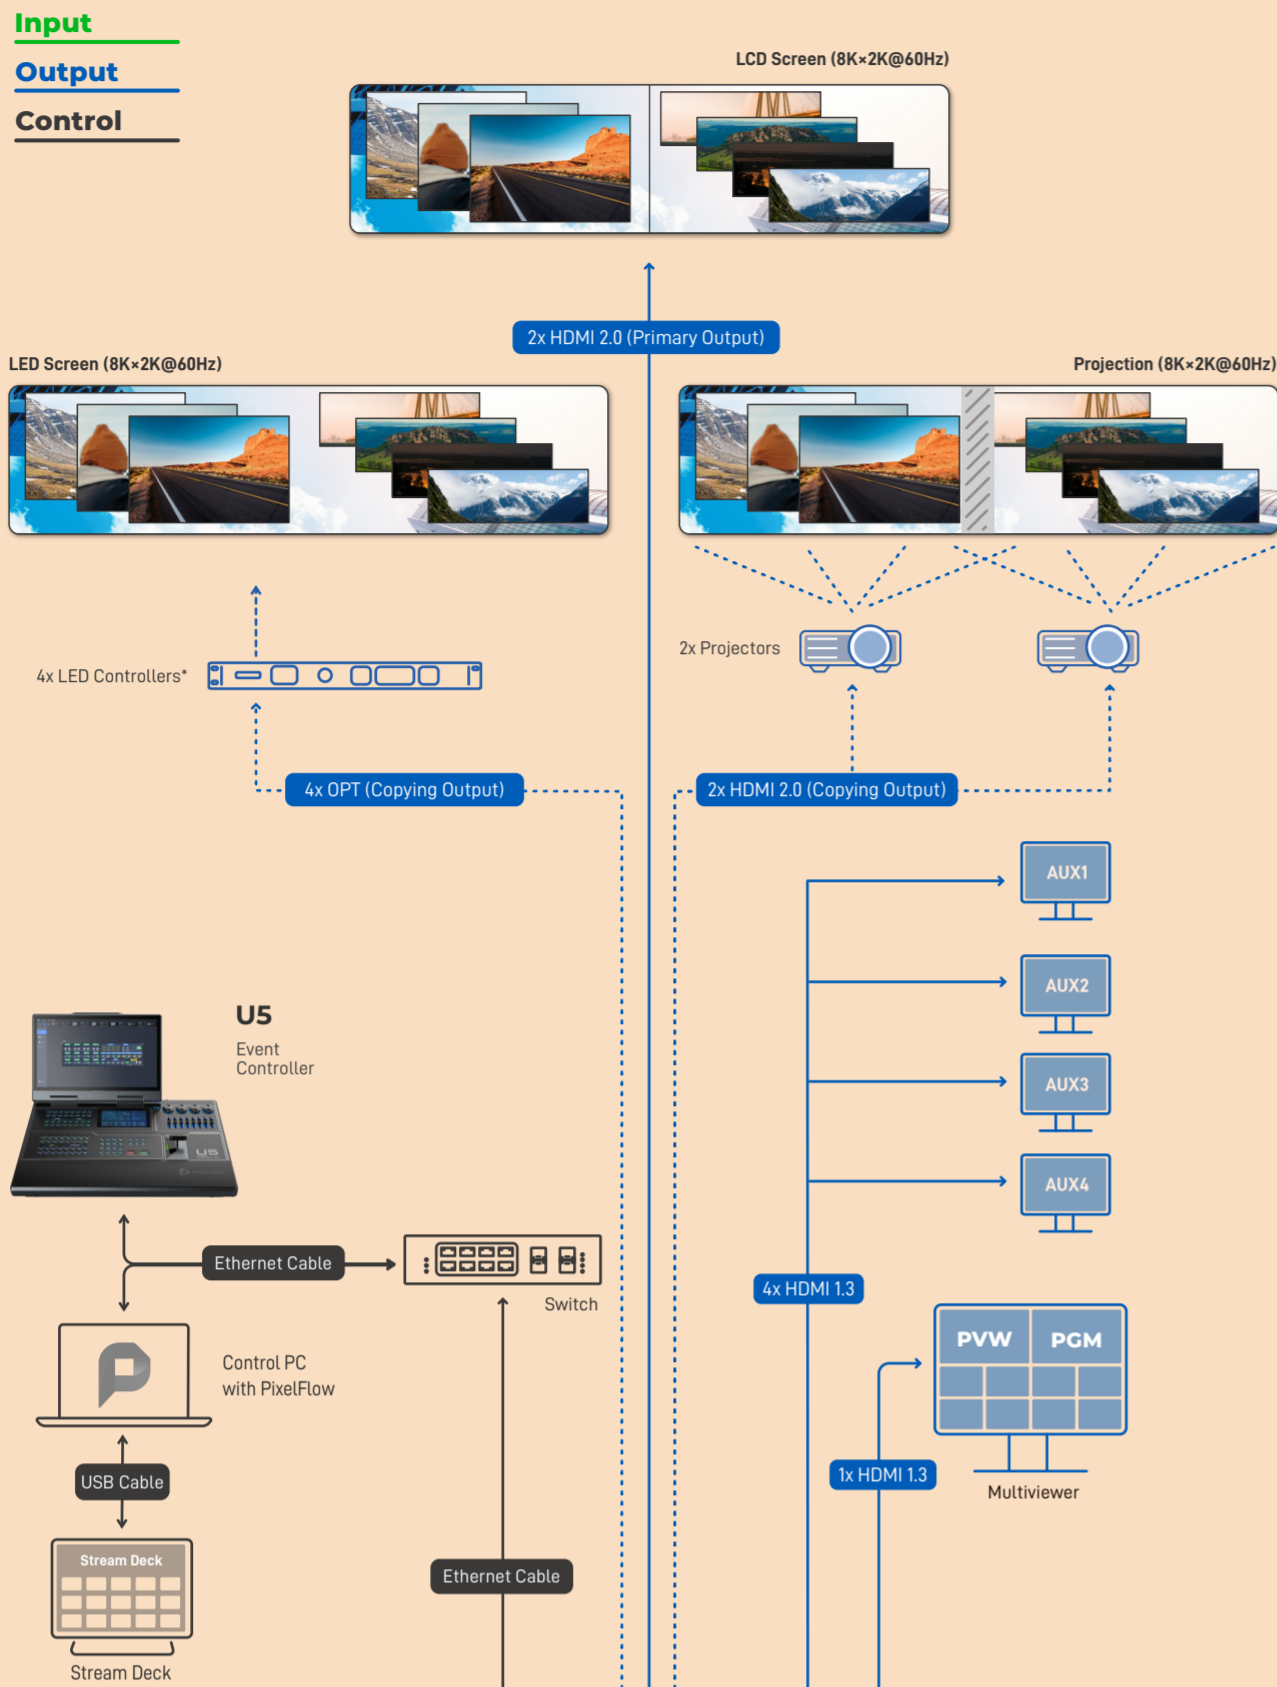 Input
Output
Control
LCD Screen (8K×2K@60Hz)
2x HDMI 2.0 (Primary Output)
LED Screen (8K×2K@60Hz)
Projection (8K×2K@60Hz)
4x LED Controllers*
2x Projectors
4x OPT (Copying Output)
2x HDMI 2.0 (Copying Output)
AUX1
AUX2
AUX3
AUX4
U5
Event
Controller
U5
Ethernet Cable
Switch
4x HDMI 1.3
PVW
PGM
Control PC
with PixelFlow
USB Cable
1x HDMI 1.3
Multiviewer
Stream Deck
Ethernet Cable
Stream Deck